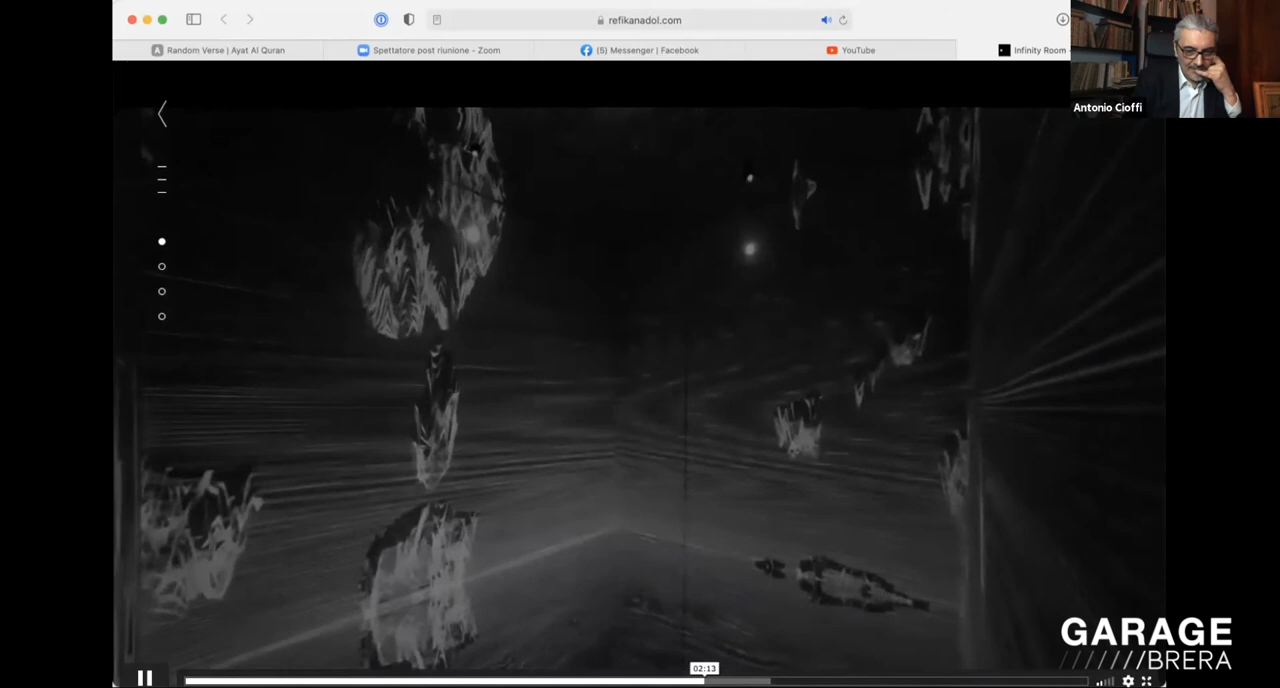 refikanadol.com
A Random Verse | Ayat Al Quran
Spettatore post riunione - Zoom
(5) Messenger | Facebook
YouTube
Infinity Room -
Antonio Cioffi
02:13
GARAGE
///////BRERA